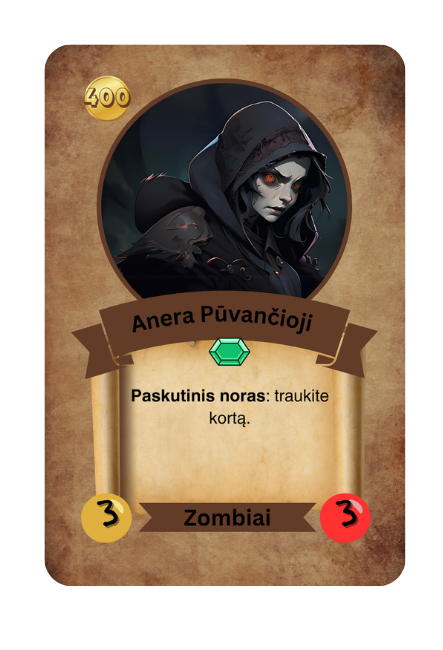 400
Anera Pūvančioji
Paskutinis noras: traukite
kortą.
3 Zombiai 3